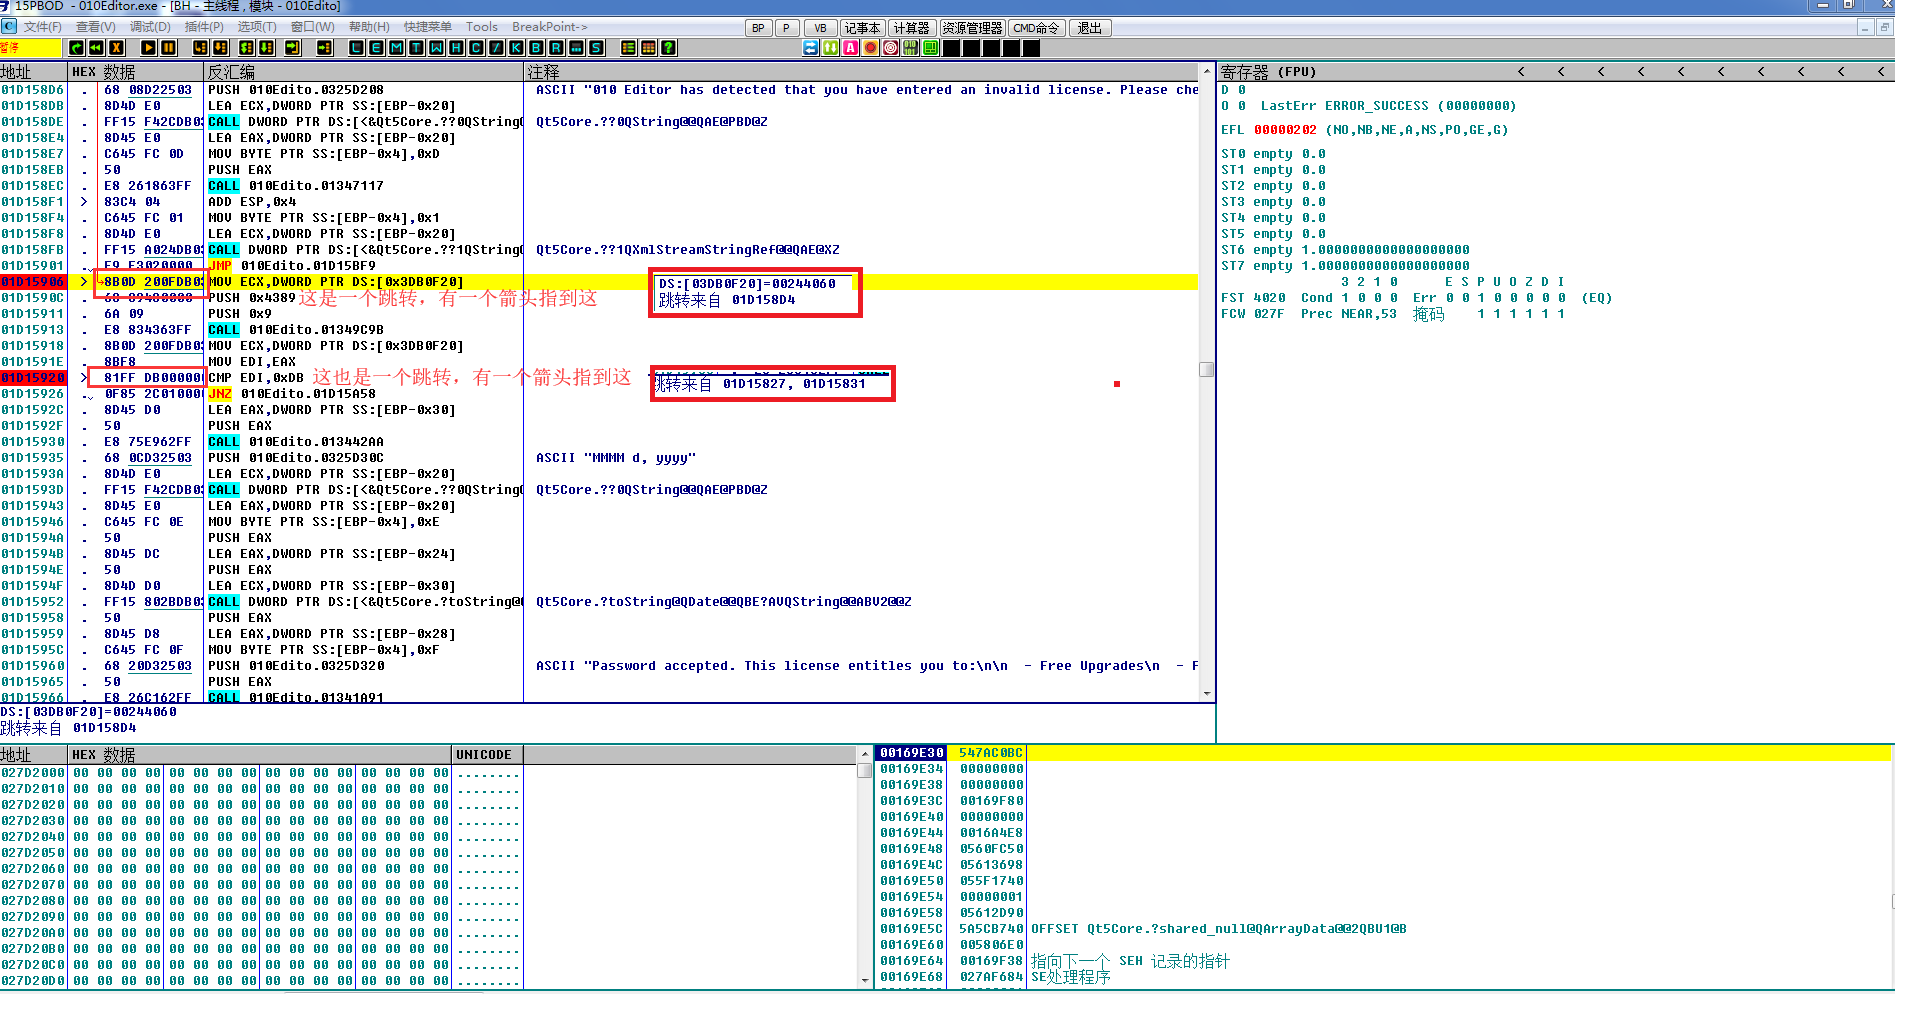 15PBOD - 010Editor.exe - [BH - 主线程, 模块 - 010Edito]
文件(F) 查看(V) 调试(D) 插件(P) 选项(T) 窗口(W) 帮助(H) 快捷菜单 Tools BreakPoint-> BP P VB 记事本 计算器 资源管理器 CMD命令 退出
暂停 L E M T W H C / K B R ... S
地址 HEX 数据 反汇编 注释 寄存器 (FPU) < < < < < < < < < <
01D158D6 . 68 08D22503 PUSH 010Edito.0325D208 ASCII "010 Editor has detected that you have entered an invalid license. Please che
01D158DB . 8D4D E0 LEA ECX,DWORD PTR SS:[EBP-0x20]
01D158DE . FF15 F42CDB03 CALL DWORD PTR DS:[<&Qt5Core.??0QString@ Qt5Core.??0QString@@QAE@PBD@Z
01D158E4 . 8D45 E0 LEA EAX,DWORD PTR SS:[EBP-0x20]
01D158E7 . C645 FC 0D MOV BYTE PTR SS:[EBP-0x4],0xD
01D158EB . 50 PUSH EAX
01D158EC . E8 261863FF CALL 010Edito.01347117
01D158F1 > 83C4 04 ADD ESP,0x4
01D158F4 . C645 FC 01 MOV BYTE PTR SS:[EBP-0x4],0x1
01D158F8 . 8D4D E0 LEA ECX,DWORD PTR SS:[EBP-0x20]
01D158FB . FF15 A024DB03 CALL DWORD PTR DS:[<&Qt5Core.??1QString@ Qt5Core.??1QXmlStreamStringRef@@QAE@XZ
01D15901 . E9 F3020000 JMP 010Edito.01D15BF9
01D15906 > 8B0D 200FDB03 MOV ECX,DWORD PTR DS:[0x3DB0F20]
01D1590C . 68 89430000 PUSH 0x4389
01D15911 . 6A 09 PUSH 0x9
01D15913 . E8 834363FF CALL 010Edito.01349C9B
01D15918 . 8B0D 200FDB03 MOV ECX,DWORD PTR DS:[0x3DB0F20]
01D1591E . 8BF8 MOV EDI,EAX
01D15920 > 81FF DB000000 CMP EDI,0xDB
01D15926 . 0F85 2C010000 JNZ 010Edito.01D15A58
01D1592C . 8D45 D0 LEA EAX,DWORD PTR SS:[EBP-0x30]
01D1592F . 50 PUSH EAX
01D15930 . E8 75E962FF CALL 010Edito.013442AA
01D15935 . 68 0CD32503 PUSH 010Edito.0325D30C ASCII "MMMM d, yyyy"
01D1593A . 8D4D E0 LEA ECX,DWORD PTR SS:[EBP-0x20]
01D1593D . FF15 F42CDB03 CALL DWORD PTR DS:[<&Qt5Core.??0QString@ Qt5Core.??0QString@@QAE@PBD@Z
01D15943 . 8D45 E0 LEA EAX,DWORD PTR SS:[EBP-0x20]
01D15946 . C645 FC 0E MOV BYTE PTR SS:[EBP-0x4],0xE
01D1594A . 50 PUSH EAX
01D1594B . 8D45 DC LEA EAX,DWORD PTR SS:[EBP-0x24]
01D1594E . 50 PUSH EAX
01D1594F . 8D4D D0 LEA ECX,DWORD PTR SS:[EBP-0x30]
01D15952 . FF15 802BDB03 CALL DWORD PTR DS:[<&Qt5Core.?toString@Q Qt5Core.?toString@QDate@@QBE?AVQString@@ABV2@@Z
01D15958 . 50 PUSH EAX
01D15959 . 8D45 D8 LEA EAX,DWORD PTR SS:[EBP-0x28]
01D1595C . C645 FC 0F MOV BYTE PTR SS:[EBP-0x4],0xF
01D15960 . 68 20D32503 PUSH 010Edito.0325D320 ASCII "Password accepted. This license entitles you to:\n\n - Free Upgrades\n - F
01D15965 . 50 PUSH EAX
01D15966 . E8 26C162FF CALL 010Edito.01341A91
这是一个跳转，有一个箭头指到这
DS:[03DB0F20]=00244060
跳转来自 01D158D4
这也是一个跳转，有一个箭头指到这
跳转来自 01D15827, 01D15831
D 0
O 0 LastErr ERROR_SUCCESS (00000000)
EFL 00000202 (NO,NB,NE,A,NS,PO,GE,G)
ST0 empty 0.0
ST1 empty 0.0
ST2 empty 0.0
ST3 empty 0.0
ST4 empty 0.0
ST5 empty 0.0
ST6 empty 1.0000000000000000000
ST7 empty 1.0000000000000000000
3 2 1 0 E S P U O Z D I
FST 4020 Cond 1 0 0 0 Err 0 0 1 0 0 0 0 0 (EQ)
FCW 027F Prec NEAR,53 掩码 1 1 1 1 1 1
DS:[03DB0F20]=00244060
跳转来自 01D158D4
地址 HEX 数据 UNICODE
027D2000 00 00 00 00 00 00 00 00 00 00 00 00 00 00 00 00 ........
027D2010 00 00 00 00 00 00 00 00 00 00 00 00 00 00 00 00 ........
027D2020 00 00 00 00 00 00 00 00 00 00 00 00 00 00 00 00 ........
027D2030 00 00 00 00 00 00 00 00 00 00 00 00 00 00 00 00 ........
027D2040 00 00 00 00 00 00 00 00 00 00 00 00 00 00 00 00 ........
027D2050 00 00 00 00 00 00 00 00 00 00 00 00 00 00 00 00 ........
027D2060 00 00 00 00 00 00 00 00 00 00 00 00 00 00 00 00 ........
027D2070 00 00 00 00 00 00 00 00 00 00 00 00 00 00 00 00 ........
027D2080 00 00 00 00 00 00 00 00 00 00 00 00 00 00 00 00 ........
027D2090 00 00 00 00 00 00 00 00 00 00 00 00 00 00 00 00 ........
027D20A0 00 00 00 00 00 00 00 00 00 00 00 00 00 00 00 00 ........
027D20B0 00 00 00 00 00 00 00 00 00 00 00 00 00 00 00 00 ........
027D20C0 00 00 00 00 00 00 00 00 00 00 00 00 00 00 00 00 ........
027D20D0 00 00 00 00 00 00 00 00 00 00 00 00 00 00 00 00 ........
00169E30 547AC0BC
00169E34 00000000
00169E38 00000000
00169E3C 00169F80
00169E40 00000000
00169E44 0016A4E8
00169E48 0560FC50
00169E4C 05613698
00169E50 055F1740
00169E54 00000001
00169E58 05612D90
00169E5C 5A5CB740 OFFSET Qt5Core.?shared_null@QArrayData@@2QBU1@B
00169E60 005806E0
00169E64 00169F38 指向下一个 SEH 记录的指针
00169E68 027AF684 SE处理程序